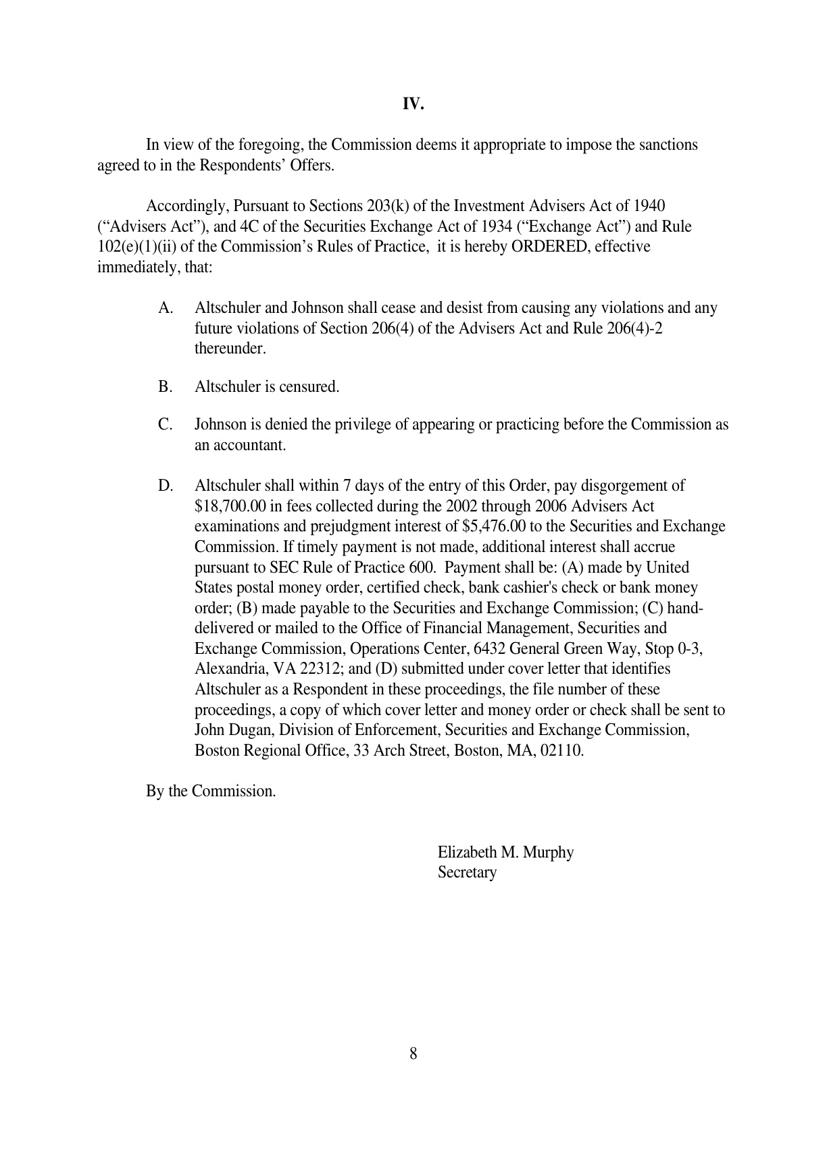 IV.
In view of the foregoing, the Commission deems it appropriate to impose the sanctions
agreed to in the Respondents’ Offers.
Accordingly, Pursuant to Sections 203(k) of the Investment Advisers Act of 1940
(“Advisers Act”), and 4C of the Securities Exchange Act of 1934 (“Exchange Act”) and Rule
102(e)(1)(ii) of the Commission’s Rules of Practice,  it is hereby ORDERED, effective
immediately, that:
A. Altschuler and Johnson shall cease and desist from causing any violations and any
future violations of Section 206(4) of the Advisers Act and Rule 206(4)-2
thereunder.
B. Altschuler is censured.
C. Johnson is denied the privilege of appearing or practicing before the Commission as
an accountant.
D. Altschuler shall within 7 days of the entry of this Order, pay disgorgement of
$18,700.00 in fees collected during the 2002 through 2006 Advisers Act
examinations and prejudgment interest of $5,476.00 to the Securities and Exchange
Commission. If timely payment is not made, additional interest shall accrue
pursuant to SEC Rule of Practice 600.  Payment shall be: (A) made by United
States postal money order, certified check, bank cashier's check or bank money
order; (B) made payable to the Securities and Exchange Commission; (C) hand-
delivered or mailed to the Office of Financial Management, Securities and
Exchange Commission, Operations Center, 6432 General Green Way, Stop 0-3,
Alexandria, VA 22312; and (D) submitted under cover letter that identifies
Altschuler as a Respondent in these proceedings, the file number of these
proceedings, a copy of which cover letter and money order or check shall be sent to
John Dugan, Division of Enforcement, Securities and Exchange Commission,
Boston Regional Office, 33 Arch Street, Boston, MA, 02110.
By the Commission.
Elizabeth M. Murphy
Secretary
8